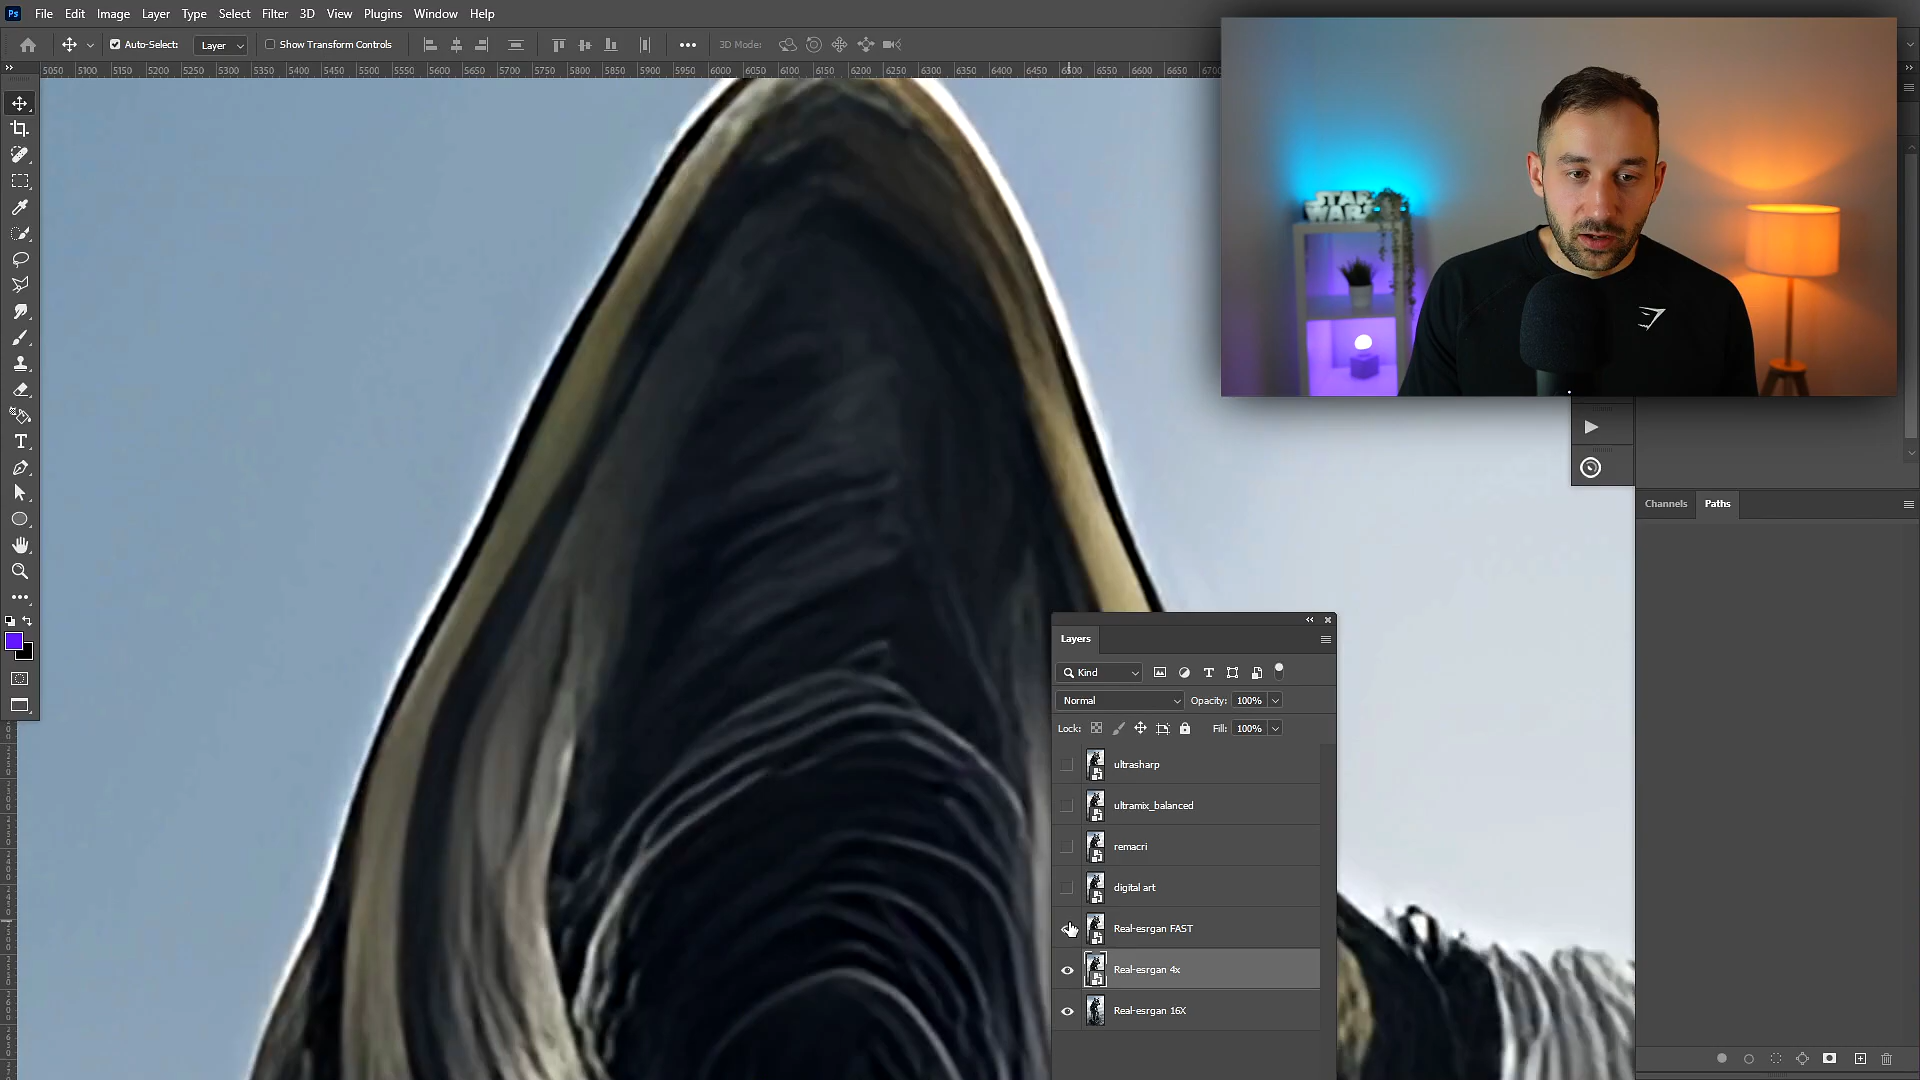 Ps File Edit Image Layer Type Select Filter 3D View Plugins Window Help
Auto-Select: Layer Show Transform Controls 3D Mode:
5050 5100 5150 5200 5250 5300 5350 5400 5450 5500 5550 5600 5650 5700 5750 5800 5850 5900 5950 6000 6050 6100 6150 6200 6250 6300 6350 6400 6450 6500 6550 6600 6650 6700
STAR
WARS
Channels Paths
Layers
Kind
Normal Opacity: 100%
Lock: Fill: 100%
ultrasharp
ultramix_balanced
remacri
digital art
Real-esrgan FAST
Real-esrgan 4x
Real-esrgan 16X